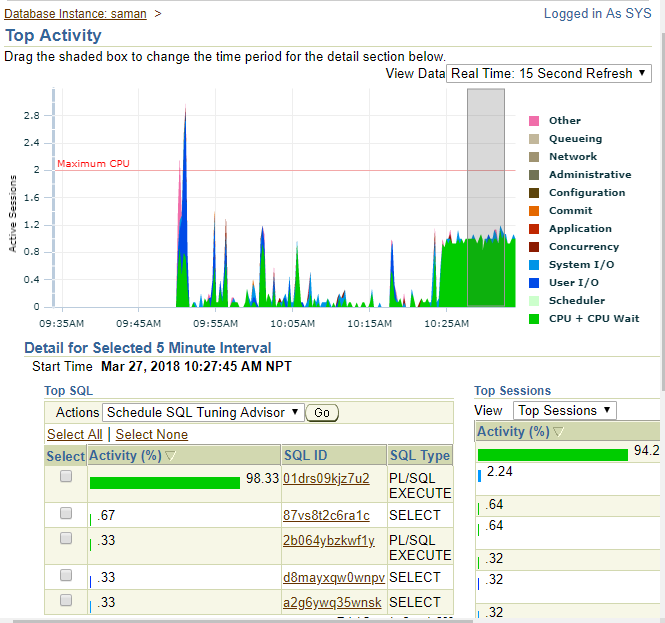 Database Instance: saman >
Logged in As SYS
Top Activity
Drag the shaded box to change the time period for the detail section below.
View Data Real Time: 15 Second Refresh ▼
Active Sessions
2.8
2.4
2
1.6
1.2
0.8
0.4
0
Maximum CPU
09:35AM 09:45AM 09:55AM 10:05AM 10:15AM 10:25AM
Other
Queueing
Network
Administrative
Configuration
Commit
Application
Concurrency
System I/O
User I/O
Scheduler
CPU + CPU Wait
Detail for Selected 5 Minute Interval
Start Time Mar 27, 2018 10:27:45 AM NPT
Top SQL
Actions Schedule SQL Tuning Advisor ▼ Go
Select All | Select None
Select Activity (%) ▽ SQL ID SQL Type
98.33 01drs09kjz7u2 PL/SQL EXECUTE
.67 87vs8t2c6ra1c SELECT
.33 2b064ybzkwf1y PL/SQL EXECUTE
.33 d8mayxqw0wnpv SELECT
.33 a2g6ywq35wnsk SELECT
Top Sessions
View Top Sessions ▼
Activity (%) ▽
94.2
2.24
.64
.64
.32
.32
.32